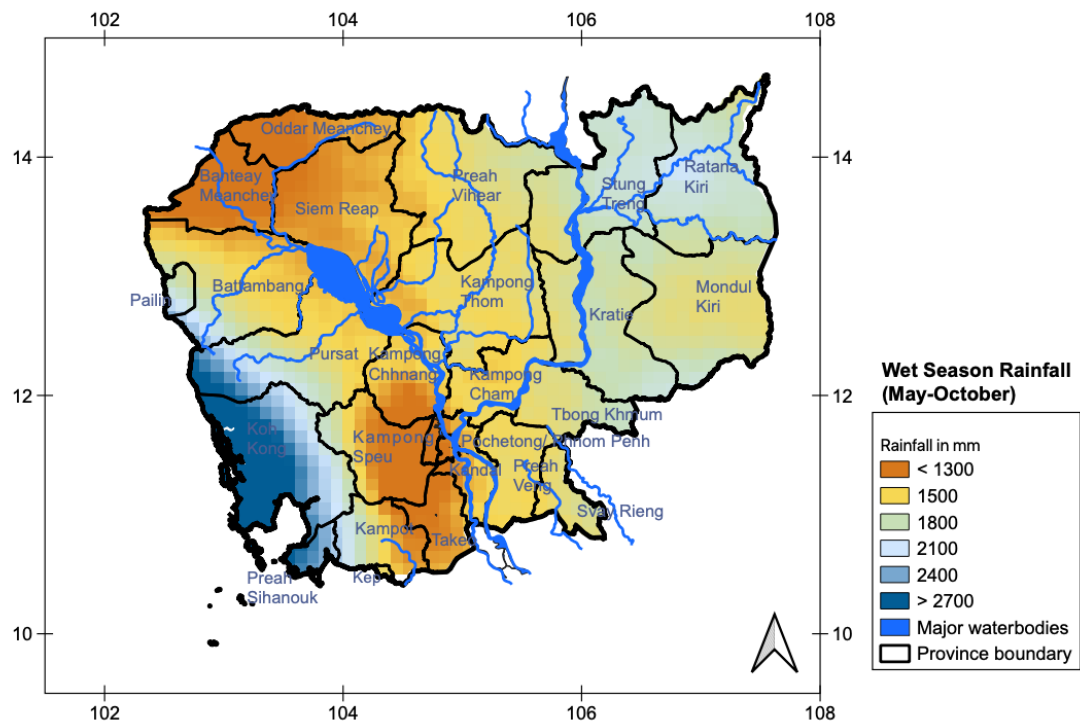 102
104
106
108
14
14
Oddar Meanchey
Banteay
Meanchey
Siem Reap
Preah
Vihear
Stung
Treng
Ratana
Kiri
Pailin
Battambang
Kampong
Thom
Kratie
Mondul
Kiri
Pursat
Kampong
Chhnang
12
12
Kampong
Cham
Tbong Khmum
Koh
Kong
Kampong
Speu
Pochetong/ Phnom Penh
Kandal
Preah
Veng
Svay Rieng
Kampot
Takeo
Kep
Preah
Sihanouk
10
10
102
104
106
108
Wet Season Rainfall
(May-October)
Rainfall in mm
< 1300
1500
1800
2100
2400
> 2700
Major waterbodies
Province boundary